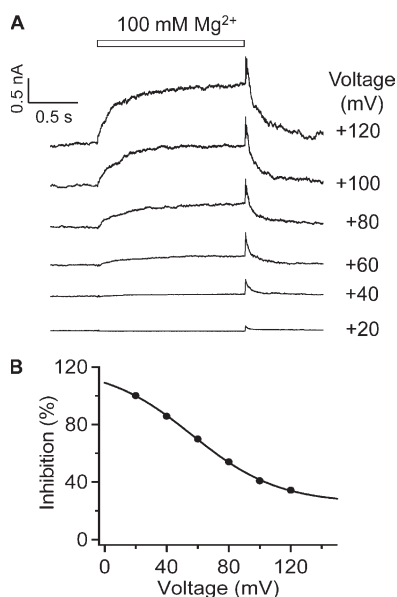 A
100 mM Mg²⁺
0.5 nA
0.5 s
Voltage
(mV)
+120
+100
+80
+60
+40
+20
B
120
80
40
0
Inhibition (%)
0 40 80 120
Voltage (mV)